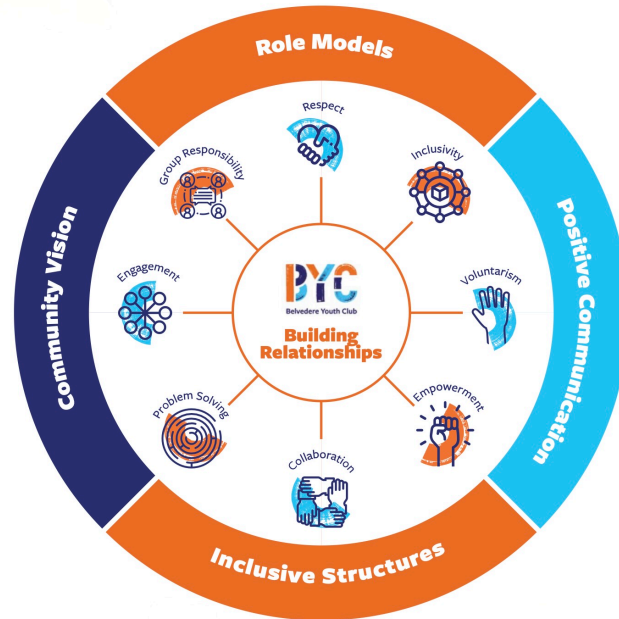 Role Models
Respect
Group Responsibility
Inclusivity
Community Vision
Engagement
BYC
Belvedere Youth Club
Building
Relationships
Voluntarism
Positive Communication
Problem Solving
Empowerment
Collaboration
Inclusive Structures